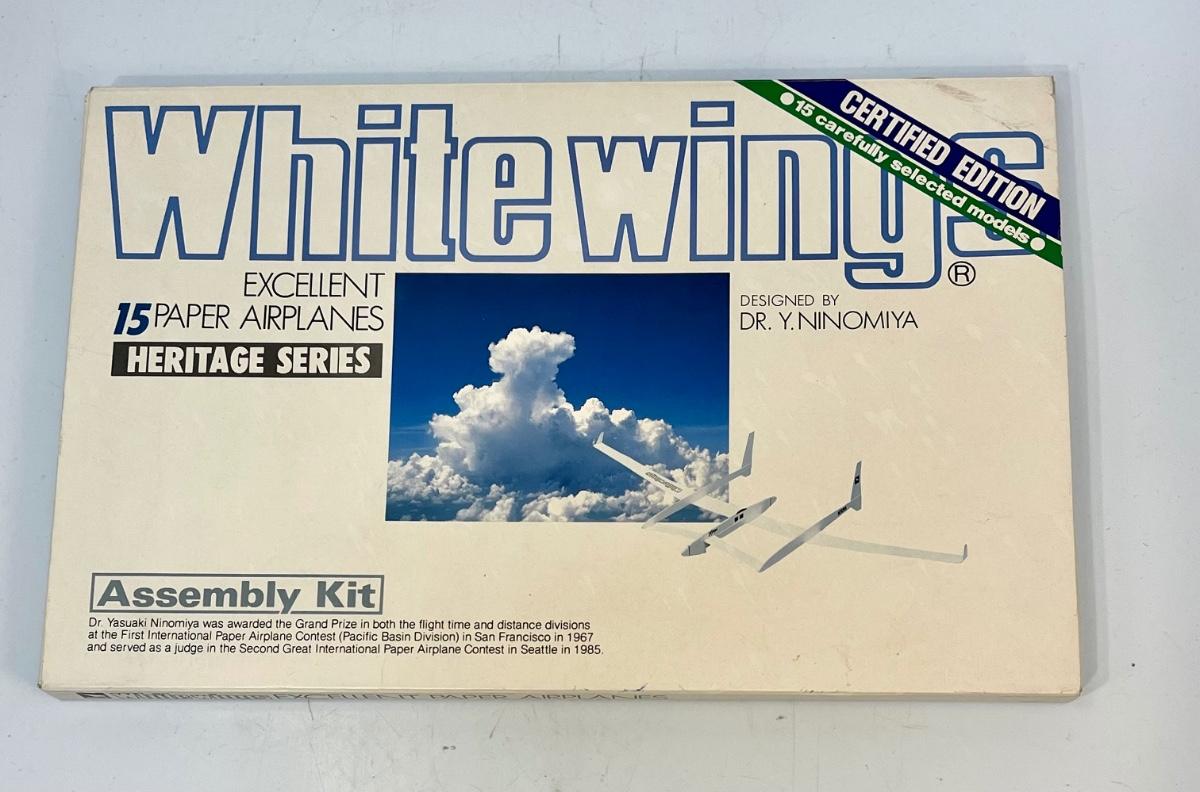 Whitewings®
CERTIFIED EDITION
●15 carefully selected models●
EXCELLENT
15 PAPER AIRPLANES
HERITAGE SERIES
DESIGNED BY
DR. Y. NINOMIYA
Assembly Kit
Dr. Yasuaki Ninomiya was awarded the Grand Prize in both the flight time and distance divisions
at the First International Paper Airplane Contest (Pacific Basin Division) in San Francisco in 1967
and served as a judge in the Second Great International Paper Airplane Contest in Seattle in 1985.
Whitewings EXCELLENT PAPER AIRPLANES